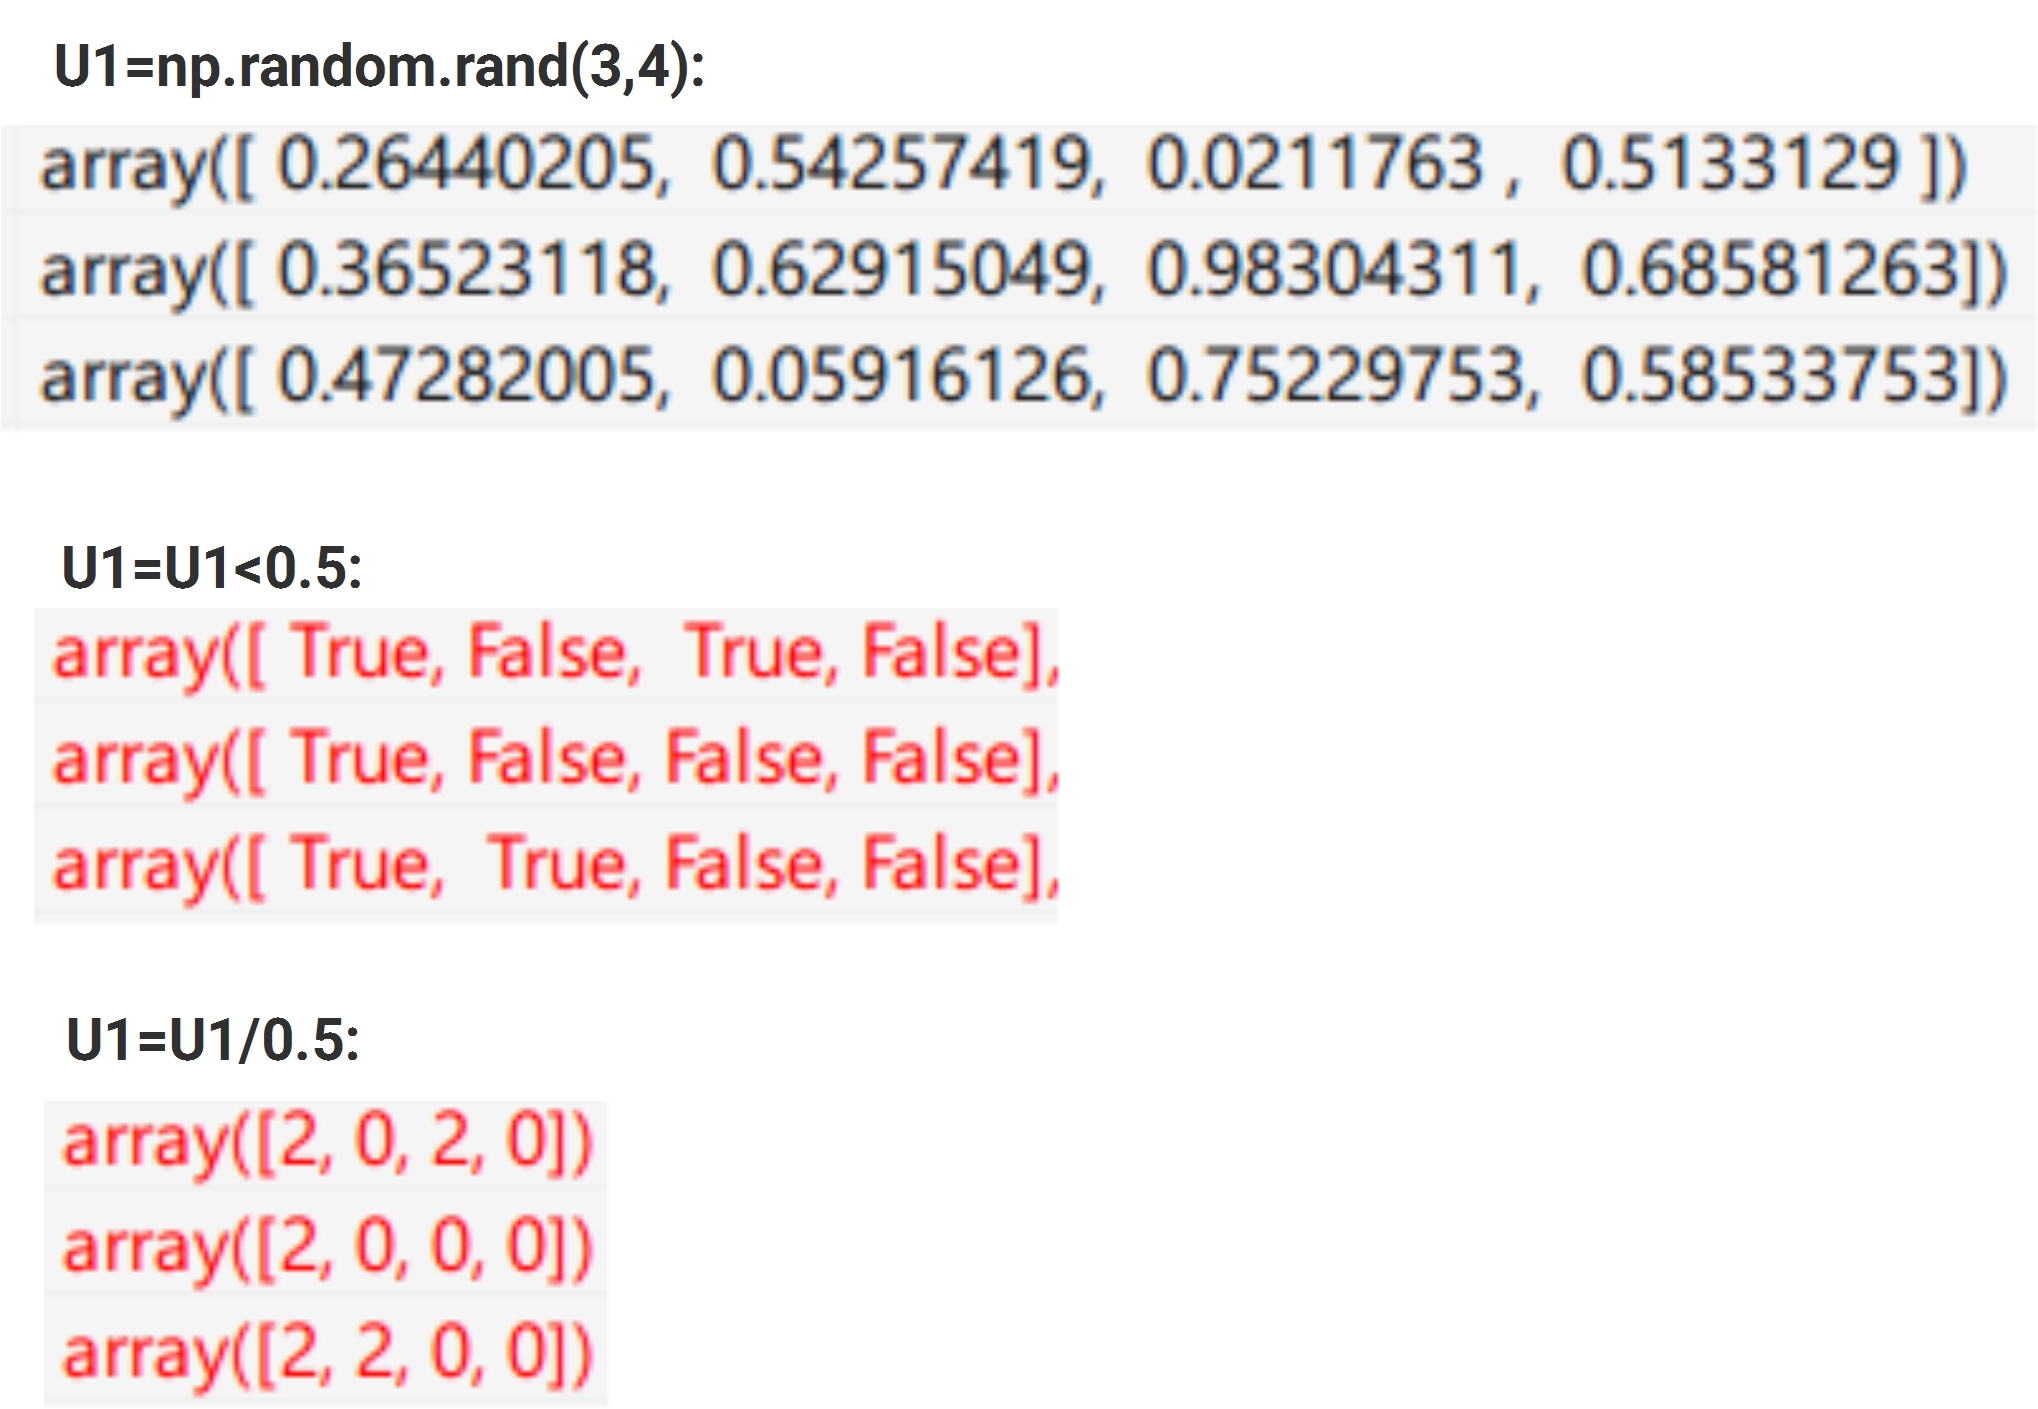 U1=np.random.rand(3,4):
array([ 0.26440205,  0.54257419,  0.0211763 ,  0.5133129 ])
array([ 0.36523118,  0.62915049,  0.98304311,  0.68581263])
array([ 0.47282005,  0.05916126,  0.75229753,  0.58533753])
U1=U1<0.5:
array([ True, False,  True, False],
array([ True, False, False, False],
array([ True,  True, False, False],
U1=U1/0.5:
array([2, 0, 2, 0])
array([2, 0, 0, 0])
array([2, 2, 0, 0])